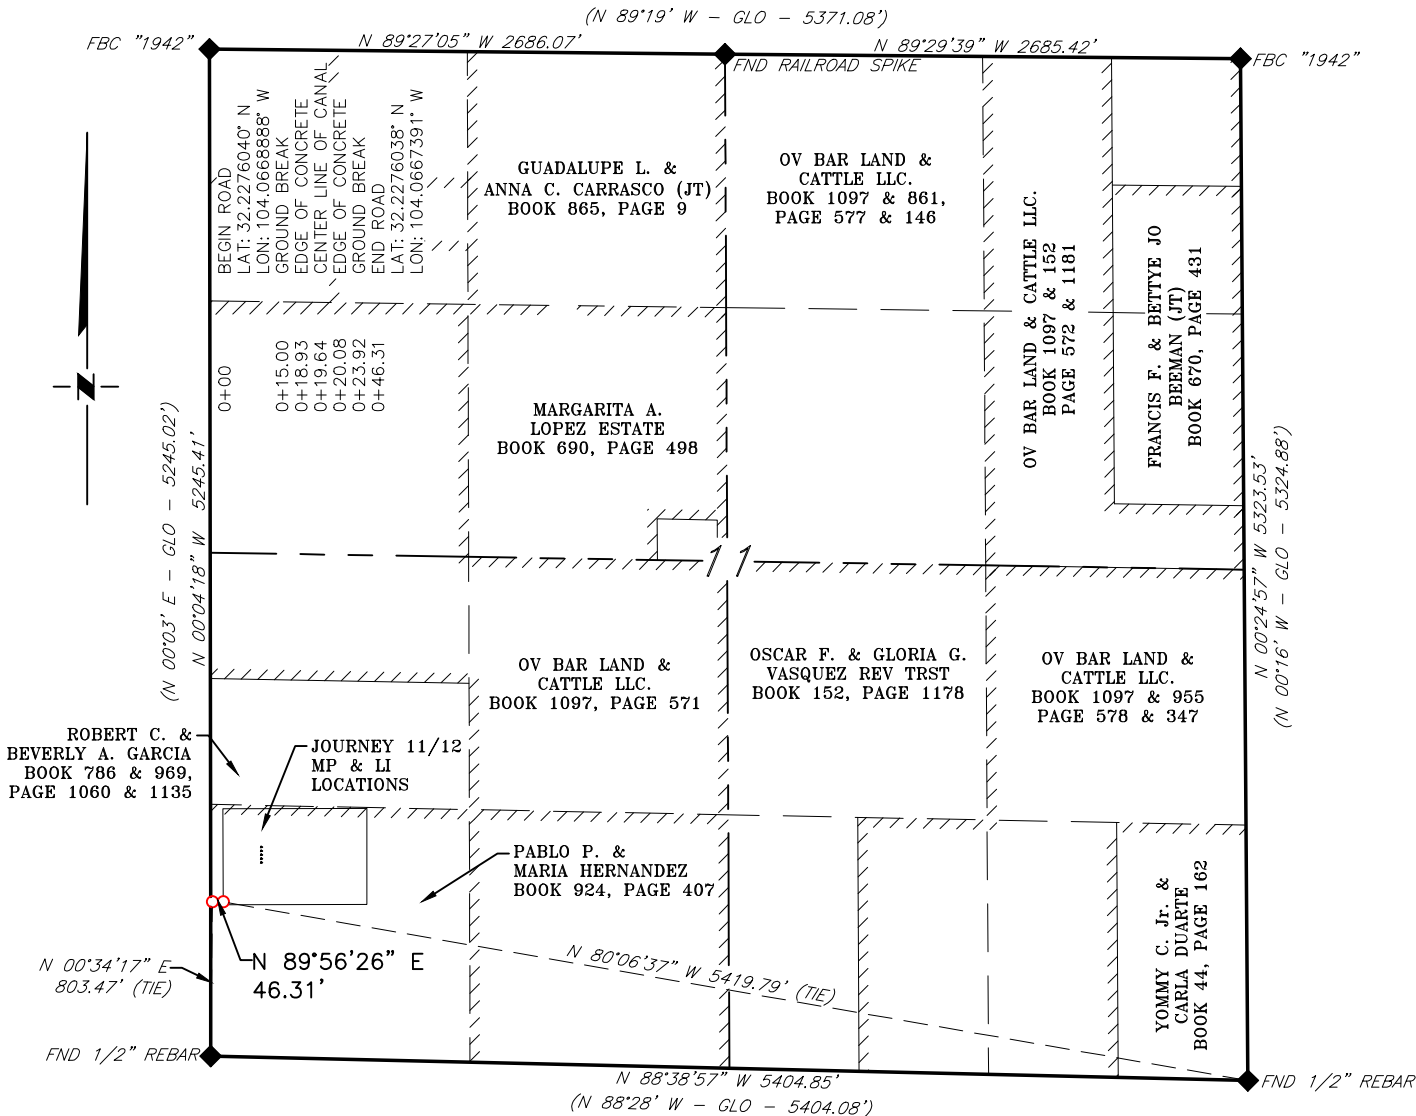 (N 89°19' W - GLO - 5371.08')
FBC "1942"
N 89°27'05" W 2686.07'
N 89°29'39" W 2685.42'
FBC "1942"
FND RAILROAD SPIKE
BEGIN ROAD
LAT: 32.2276040° N
LON: 104.0668888° W
GROUND BREAK
EDGE OF CONCRETE
CENTER LINE OF CANAL
EDGE OF CONCRETE
GROUND BREAK
END ROAD
LAT: 32.2276038° N
LON: 104.0667391° W
0+00
0+15.00
0+18.93
0+19.64
0+20.08
0+23.92
0+46.31
GUADALUPE L. &
ANNA C. CARRASCO (JT)
BOOK 865, PAGE 9
OV BAR LAND &
CATTLE LLC.
BOOK 1097 & 861,
PAGE 577 & 146
OV BAR LAND & CATTLE LLC.
BOOK 1097 & 152
PAGE 572 & 1181
FRANCIS F. & BETTYE JO
BEEMAN (JT)
BOOK 670, PAGE 431
MARGARITA A.
LOPEZ ESTATE
BOOK 690, PAGE 498
(N 00°03' E - GLO - 5245.02')
N 00°04'18" W 5245.41'
N 00°24'57" W 5323.53'
(N 00°16' W - GLO - 5324.88')
N
11
OV BAR LAND &
CATTLE LLC.
BOOK 1097, PAGE 571
OSCAR F. & GLORIA G.
VASQUEZ REV TRST
BOOK 152, PAGE 1178
OV BAR LAND &
CATTLE LLC.
BOOK 1097 & 955
PAGE 578 & 347
ROBERT C. &
BEVERLY A. GARCIA
BOOK 786 & 969,
PAGE 1060 & 1135
JOURNEY 11/12
MP & LI
LOCATIONS
PABLO P. &
MARIA HERNANDEZ
BOOK 924, PAGE 407
YOMMY C. Jr. &
CARLA DUARTE
BOOK 44, PAGE 162
N 89°56'26" E
46.31'
N 00°34'17" E
803.47' (TIE)
N 80°06'37" W 5419.79' (TIE)
FND 1/2" REBAR
N 88°38'57" W 5404.85'
(N 88°28' W - GLO - 5404.08')
FND 1/2" REBAR